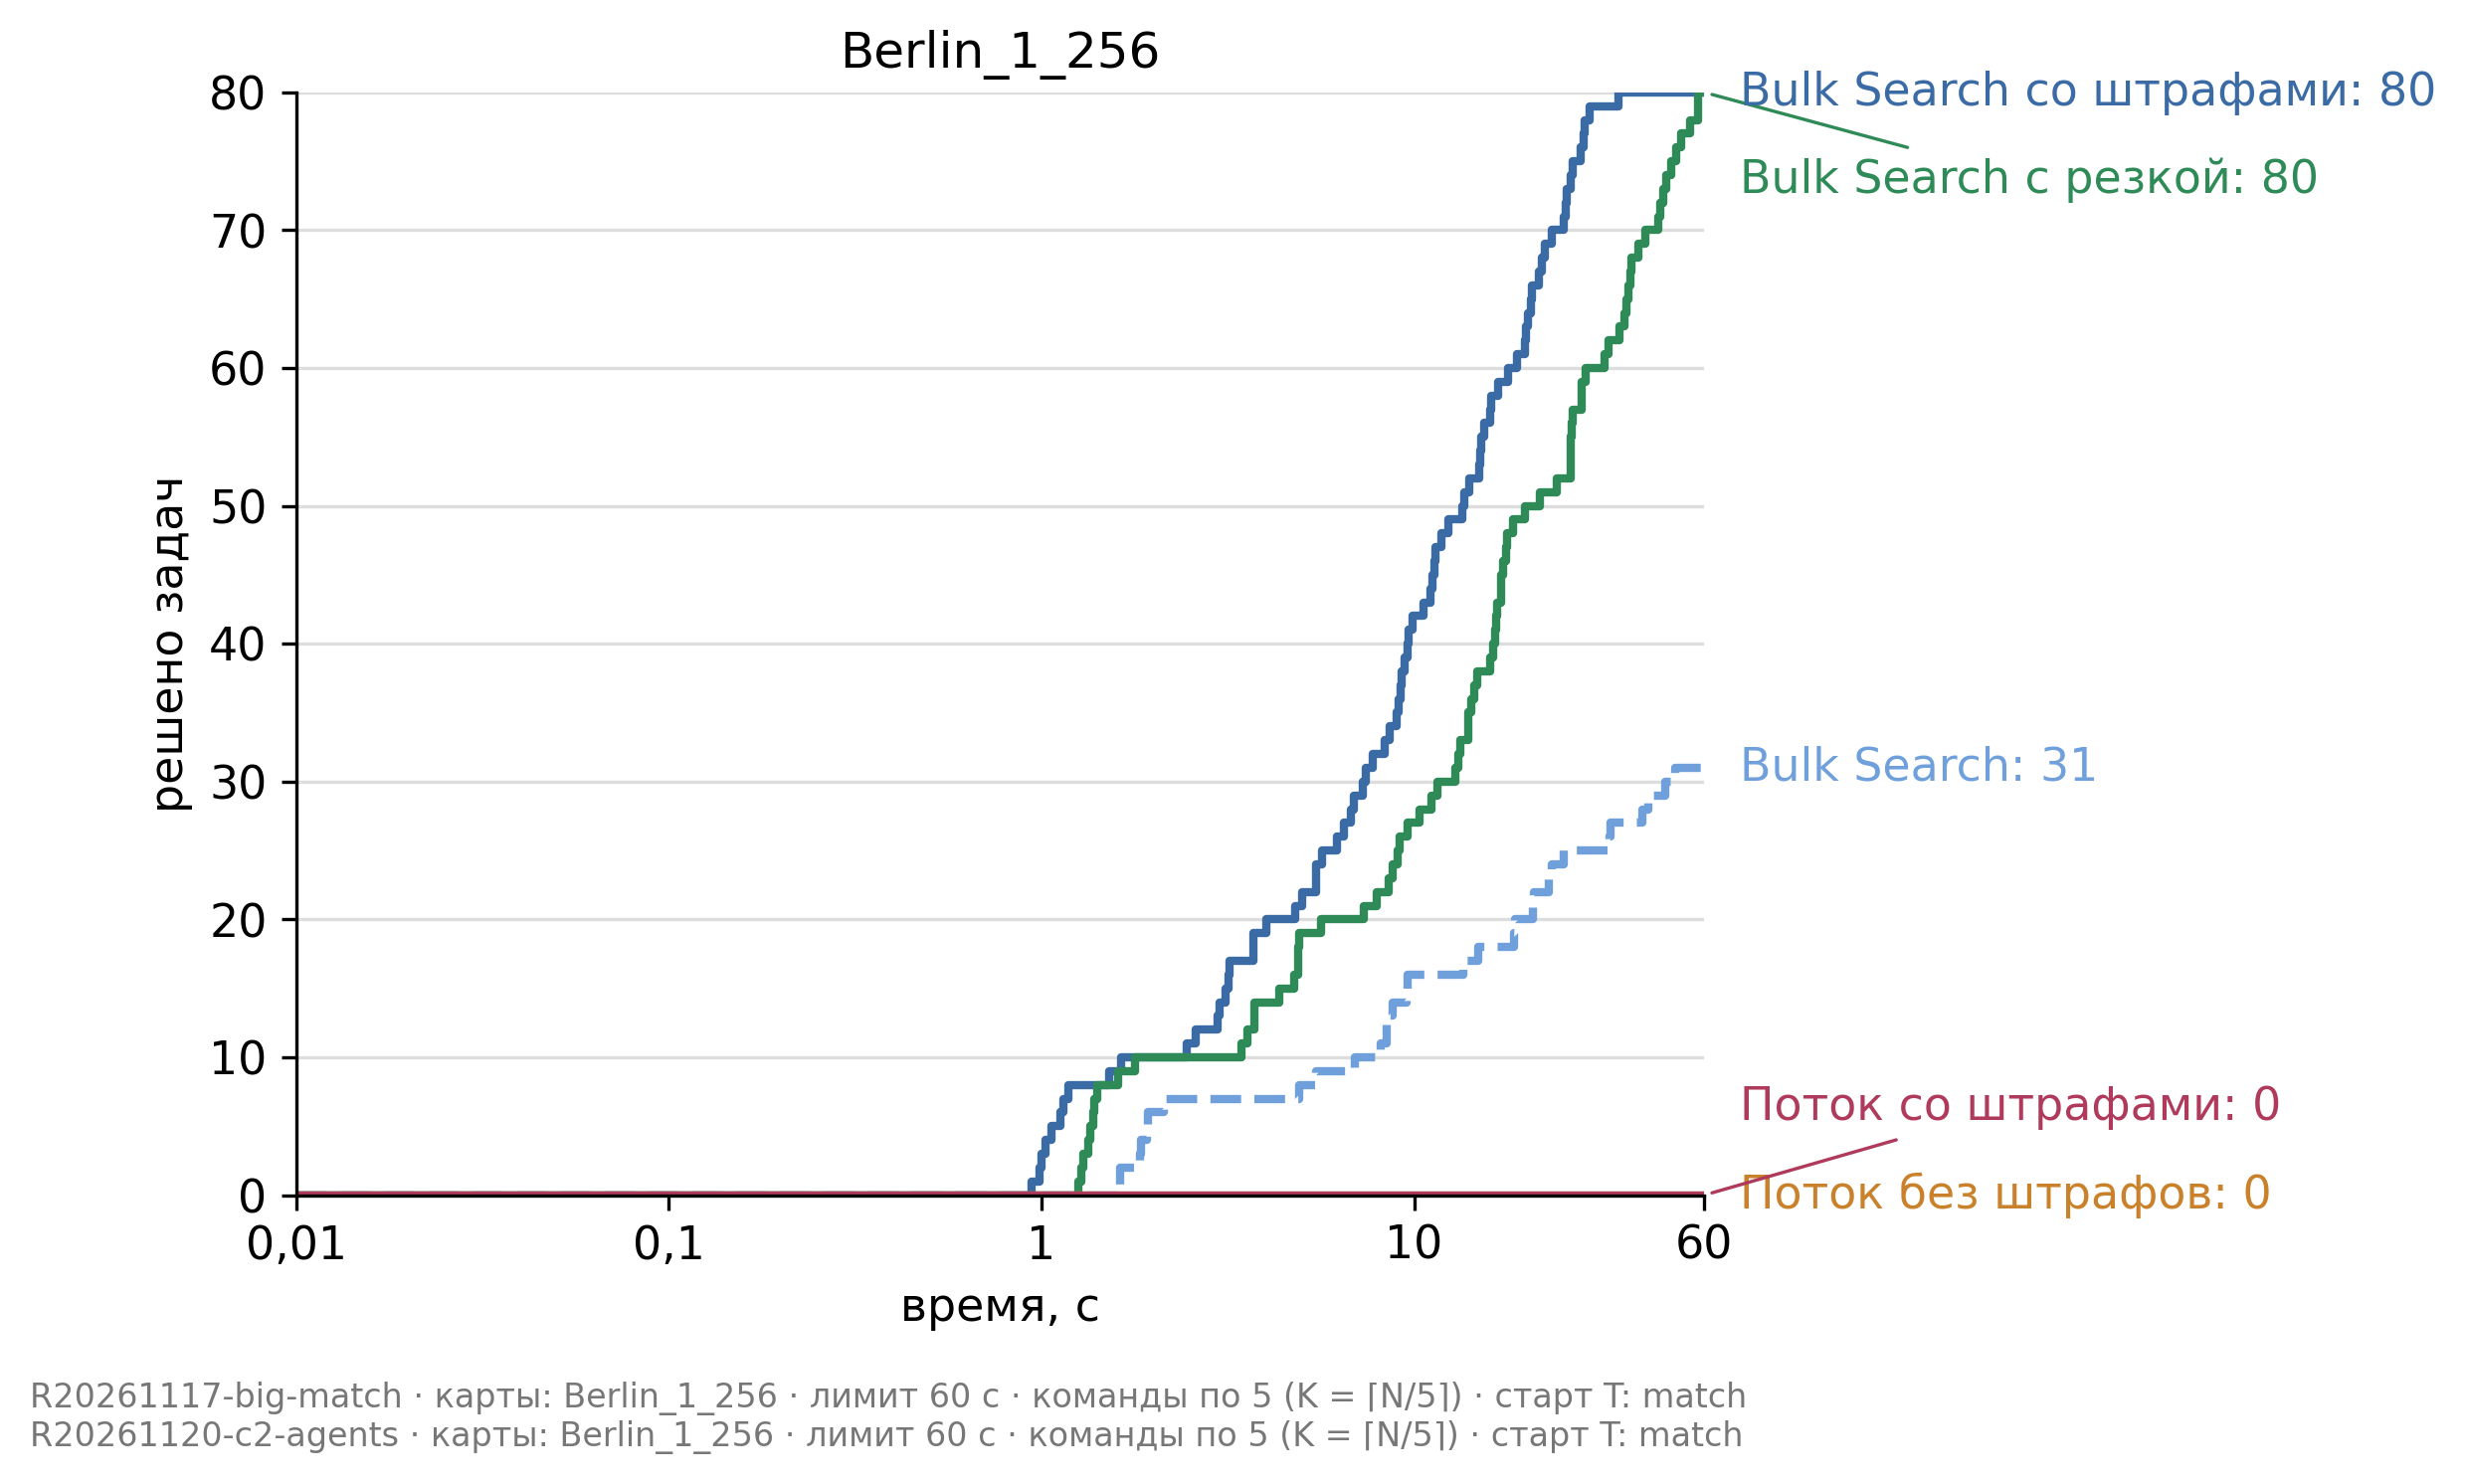 Berlin_1_256
80
70
60
50
40
30
20
10
0
решено задач
0,01
0,1
1
10
60
время, с
Bulk Search со штрафами: 80
Bulk Search с резкой: 80
Bulk Search: 31
Поток со штрафами: 0
Поток без штрафов: 0
R20261117-big-match · карты: Berlin_1_256 · лимит 60 с · команды по 5 (K = ⌈N/5⌉) · старт T: match
R20261120-c2-agents · карты: Berlin_1_256 · лимит 60 с · команды по 5 (K = ⌈N/5⌉) · старт T: match